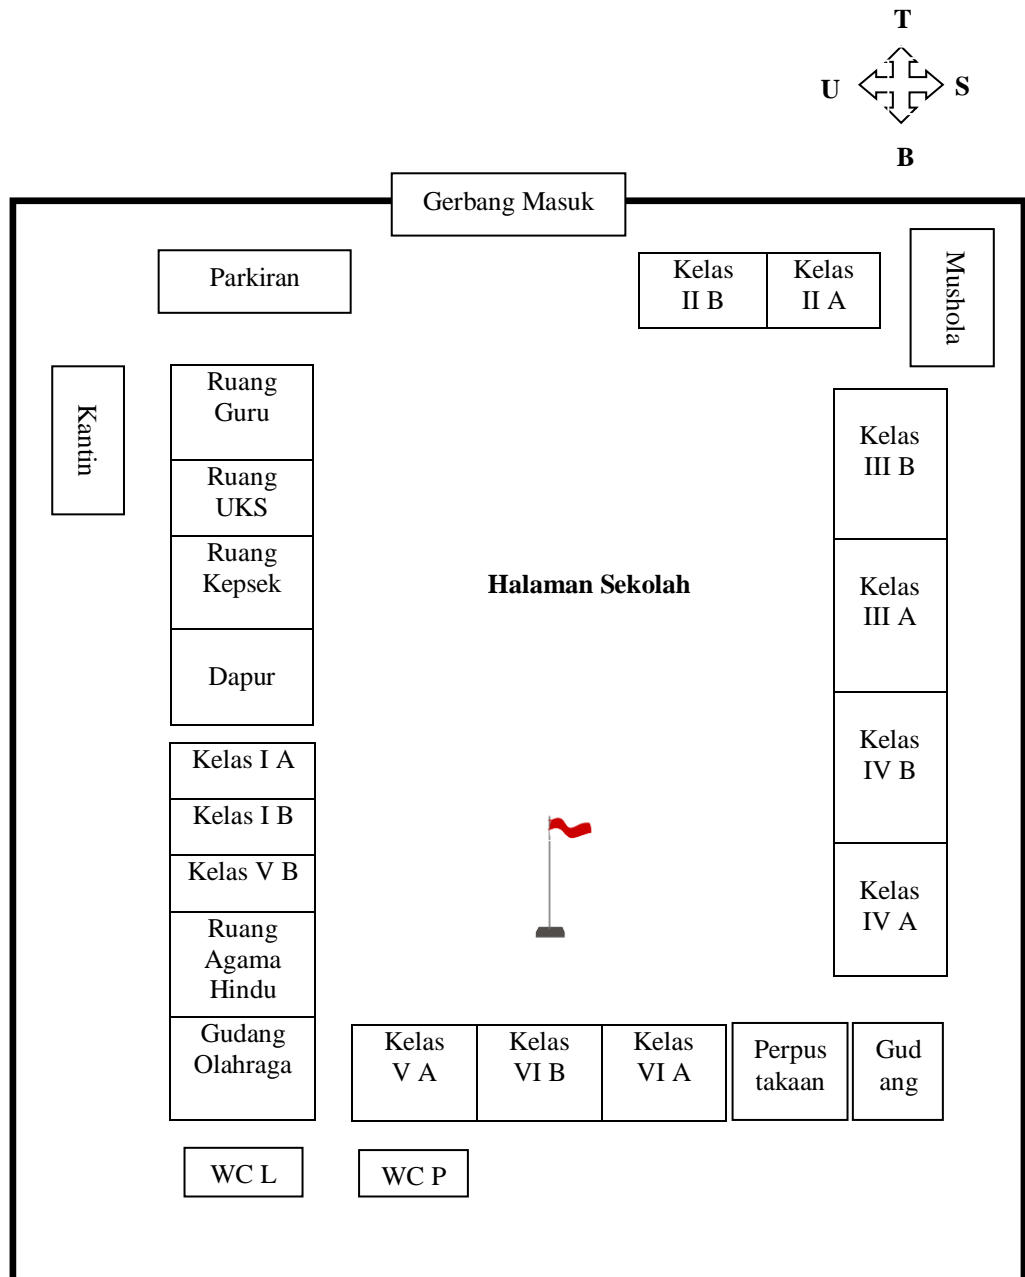 T
U
S
B
Gerbang Masuk
Parkiran
Kelas
II B
Kelas
II A
Mushola
Kantin
Ruang
Guru
Ruang
UKS
Ruang
Kepsek
Dapur
Halaman Sekolah
Kelas
III B
Kelas
III A
Kelas
IV B
Kelas
IV A
Kelas I A
Kelas I B
Kelas V B
Ruang
Agama
Hindu
Gudang
Olahraga
Kelas
V A
Kelas
VI B
Kelas
VI A
Perpus
takaan
Gud
ang
WC L
WC P